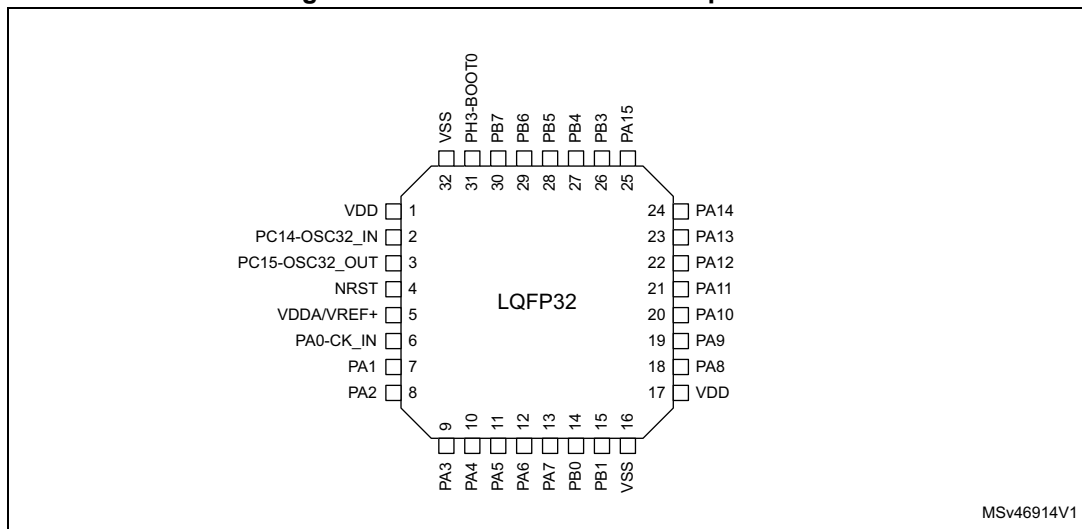 VSS
PH3-BOOT0
PB7
PB6
PB5
PB4
PB3
PA15
32
31
30
29
28
27
26
25
VDD 1
PC14-OSC32_IN 2
PC15-OSC32_OUT 3
NRST 4
VDDA/VREF+ 5
PA0-CK_IN 6
PA1 7
PA2 8
LQFP32
24 PA14
23 PA13
22 PA12
21 PA11
20 PA10
19 PA9
18 PA8
17 VDD
9
10
11
12
13
14
15
16
PA3
PA4
PA5
PA6
PA7
PB0
PB1
VSS
MSv46914V1